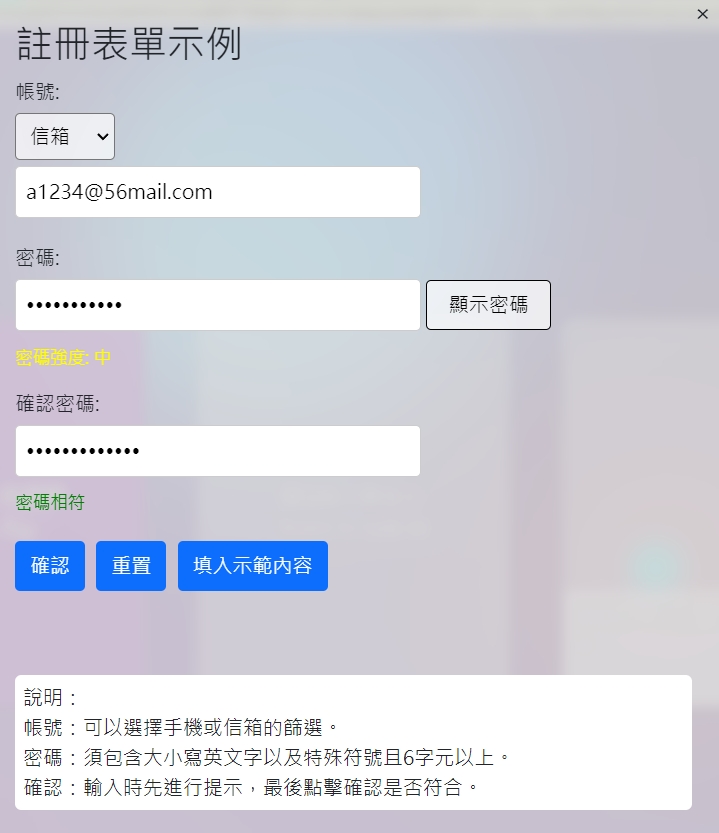 ×
註冊表單示例
帳號:
信箱
a1234@56mail.com
密碼:
•••••••••••
顯示密碼
密碼強度: 中
確認密碼:
•••••••••••••
密碼相符
確認 重置 填入示範內容
說明：
帳號：可以選擇手機或信箱的篩選。
密碼：須包含大小寫英文字以及特殊符號且6字元以上。
確認：輸入時先進行提示，最後點擊確認是否符合。